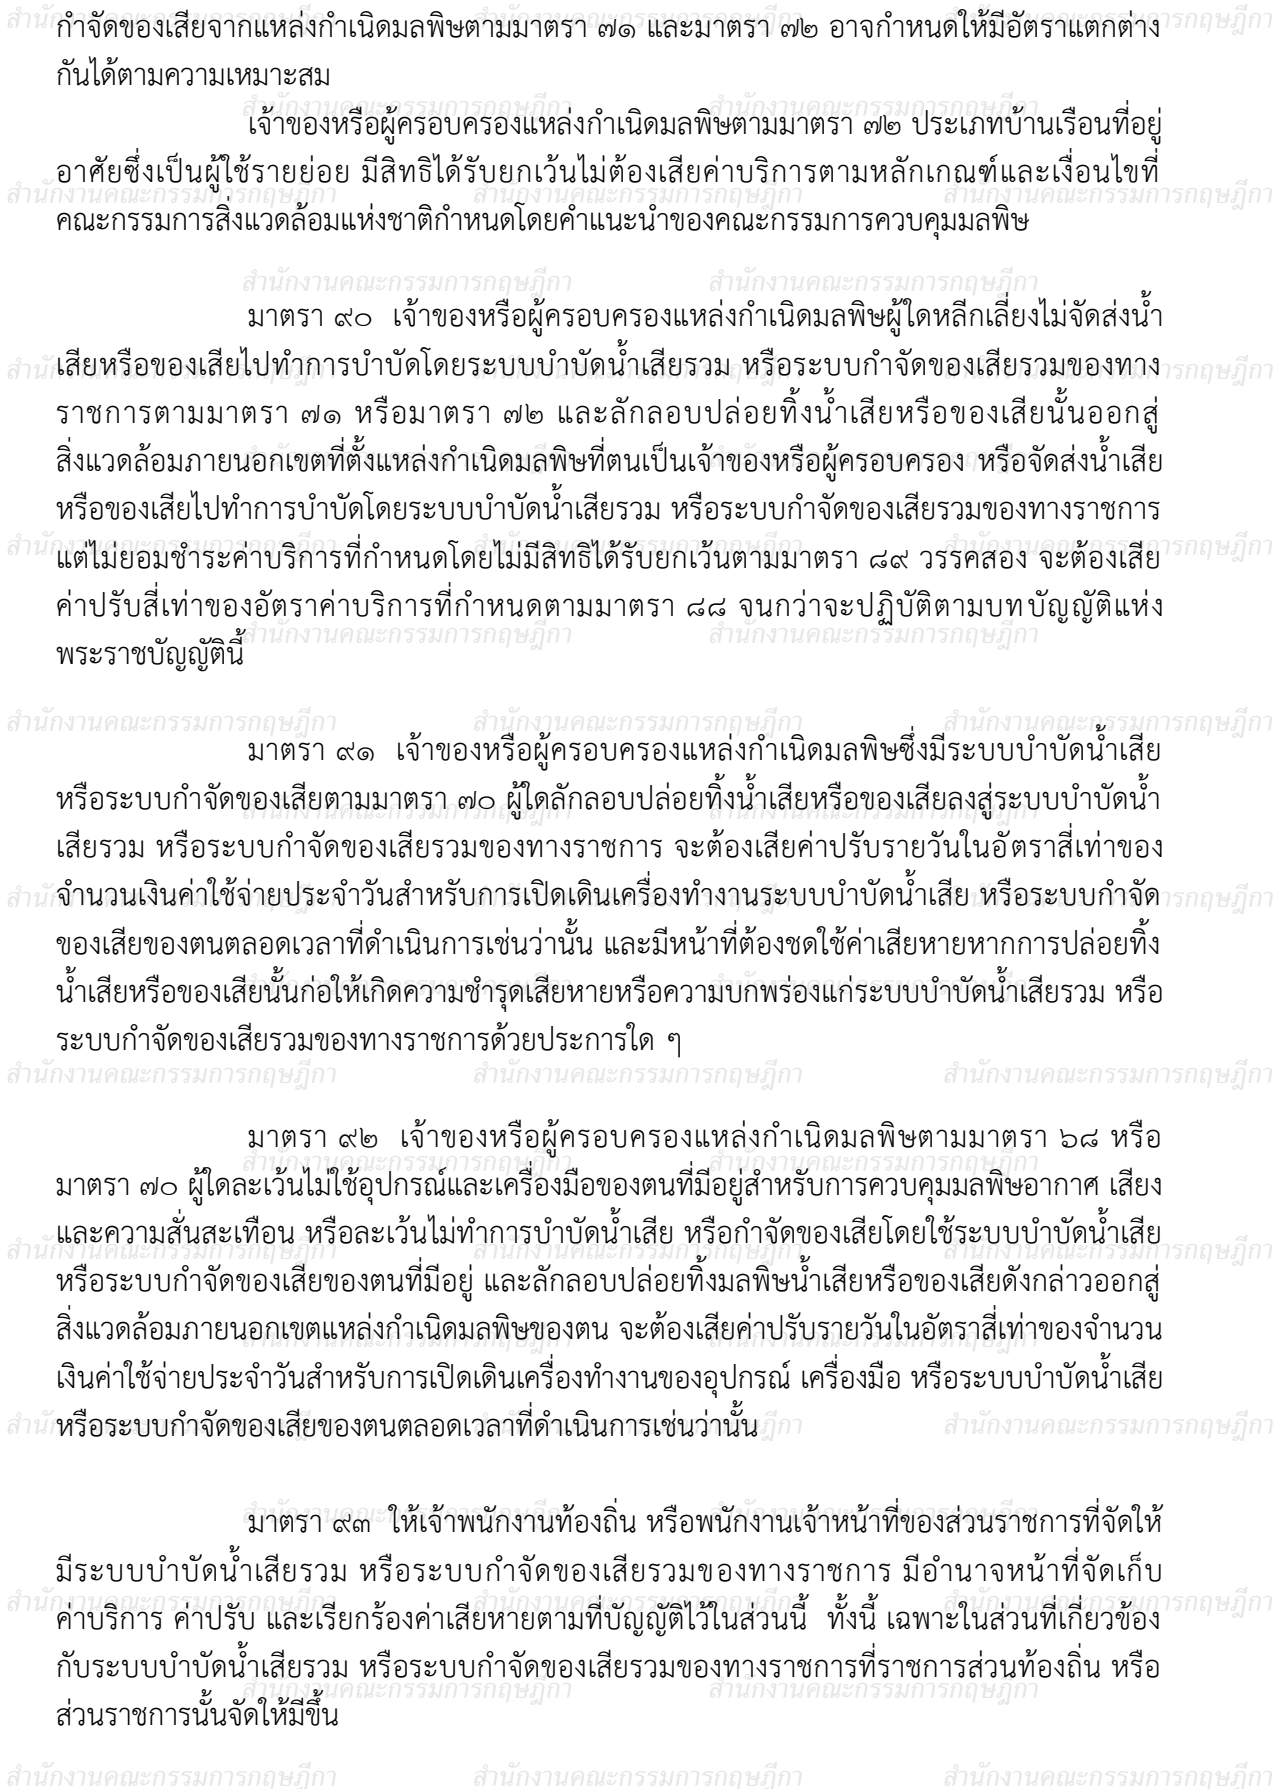 กำจัดของเสียจากแหล่งกำเนิดมลพิษตามมาตรา ๗๑ และมาตรา ๗๒ อาจกำหนดให้มีอัตราแตกต่าง
กันได้ตามความเหมาะสม
เจ้าของหรือผู้ครอบครองแหล่งกำเนิดมลพิษตามมาตรา ๗๒ ประเภทบ้านเรือนที่อยู่
อาศัยซึ่งเป็นผู้ใช้รายย่อย มีสิทธิได้รับยกเว้นไม่ต้องเสียค่าบริการตามหลักเกณฑ์และเงื่อนไขที่
คณะกรรมการสิ่งแวดล้อมแห่งชาติกำหนดโดยคำแนะนำของคณะกรรมการควบคุมมลพิษ
มาตรา ๙๐ เจ้าของหรือผู้ครอบครองแหล่งกำเนิดมลพิษผู้ใดหลีกเลี่ยงไม่จัดส่งน้ำ
เสียหรือของเสียไปทำการบำบัดโดยระบบบำบัดน้ำเสียรวม หรือระบบกำจัดของเสียรวมของทาง
ราชการตามมาตรา ๗๑ หรือมาตรา ๗๒ และลักลอบปล่อยทิ้งน้ำเสียหรือของเสียนั้นออกสู่
สิ่งแวดล้อมภายนอกเขตที่ตั้งแหล่งกำเนิดมลพิษที่ตนเป็นเจ้าของหรือผู้ครอบครอง หรือจัดส่งน้ำเสีย
หรือของเสียไปทำการบำบัดโดยระบบบำบัดน้ำเสียรวม หรือระบบกำจัดของเสียรวมของทางราชการ
แต่ไม่ยอมชำระค่าบริการที่กำหนดโดยไม่มีสิทธิได้รับยกเว้นตามมาตรา ๘๙ วรรคสอง จะต้องเสีย
ค่าปรับสี่เท่าของอัตราค่าบริการที่กำหนดตามมาตรา ๘๘ จนกว่าจะปฏิบัติตามบทบัญญัติแห่ง
พระราชบัญญัตินี้
มาตรา ๙๑ เจ้าของหรือผู้ครอบครองแหล่งกำเนิดมลพิษซึ่งมีระบบบำบัดน้ำเสีย
หรือระบบกำจัดของเสียตามมาตรา ๗๐ ผู้ใดลักลอบปล่อยทิ้งน้ำเสียหรือของเสียลงสู่ระบบบำบัดน้ำ
เสียรวม หรือระบบกำจัดของเสียรวมของทางราชการ จะต้องเสียค่าปรับรายวันในอัตราสี่เท่าของ
จำนวนเงินค่าใช้จ่ายประจำวันสำหรับการเปิดเดินเครื่องทำงานระบบบำบัดน้ำเสีย หรือระบบกำจัด
ของเสียของตนตลอดเวลาที่ดำเนินการเช่นว่านั้น และมีหน้าที่ต้องชดใช้ค่าเสียหายหากการปล่อยทิ้ง
น้ำเสียหรือของเสียนั้นก่อให้เกิดความชำรุดเสียหายหรือความบกพร่องแก่ระบบบำบัดน้ำเสียรวม หรือ
ระบบกำจัดของเสียรวมของทางราชการด้วยประการใด ๆ
มาตรา ๙๒ เจ้าของหรือผู้ครอบครองแหล่งกำเนิดมลพิษตามมาตรา ๖๘ หรือ
มาตรา ๗๐ ผู้ใดละเว้นไม่ใช้อุปกรณ์และเครื่องมือของตนที่มีอยู่สำหรับการควบคุมมลพิษอากาศ เสียง
และความสั่นสะเทือน หรือละเว้นไม่ทำการบำบัดน้ำเสีย หรือกำจัดของเสียโดยใช้ระบบบำบัดน้ำเสีย
หรือระบบกำจัดของเสียของตนที่มีอยู่ และลักลอบปล่อยทิ้งมลพิษน้ำเสียหรือของเสียดังกล่าวออกสู่
สิ่งแวดล้อมภายนอกเขตแหล่งกำเนิดมลพิษของตน จะต้องเสียค่าปรับรายวันในอัตราสี่เท่าของจำนวน
เงินค่าใช้จ่ายประจำวันสำหรับการเปิดเดินเครื่องทำงานของอุปกรณ์ เครื่องมือ หรือระบบบำบัดน้ำเสีย
หรือระบบกำจัดของเสียของตนตลอดเวลาที่ดำเนินการเช่นว่านั้น
มาตรา ๙๓ ให้เจ้าพนักงานท้องถิ่น หรือพนักงานเจ้าหน้าที่ของส่วนราชการที่จัดให้
มีระบบบำบัดน้ำเสียรวม หรือระบบกำจัดของเสียรวมของทางราชการ มีอำนาจหน้าที่จัดเก็บ
ค่าบริการ ค่าปรับ และเรียกร้องค่าเสียหายตามที่บัญญัติไว้ในส่วนนี้ ทั้งนี้ เฉพาะในส่วนที่เกี่ยวข้อง
กับระบบบำบัดน้ำเสียรวม หรือระบบกำจัดของเสียรวมของทางราชการที่ราชการส่วนท้องถิ่น หรือ
ส่วนราชการนั้นจัดให้มีขึ้น
สำนักงานคณะกรรมการกฤษฎีกา สำนักงานคณะกรรมการกฤษฎีกา สำนักงานคณะกรรมการกฤษฎีกา